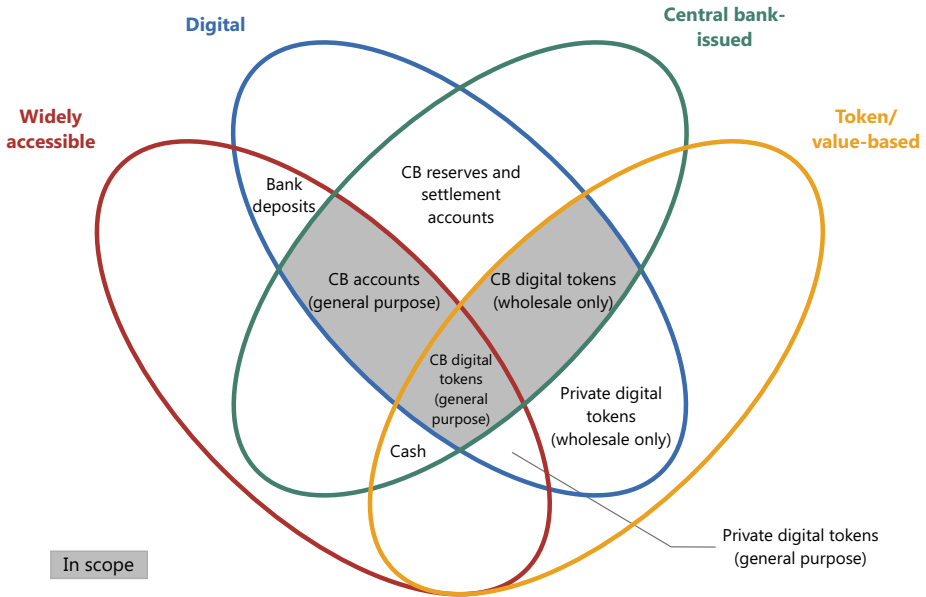 Digital
Central bank-
issued
Widely
accessible
Token/
value-based
Bank
deposits
CB reserves and
settlement
accounts
CB accounts
(general purpose)
CB digital tokens
(wholesale only)
CB digital
tokens
(general
purpose)
Private digital
tokens
(wholesale only)
Cash
Private digital tokens
(general purpose)
In scope